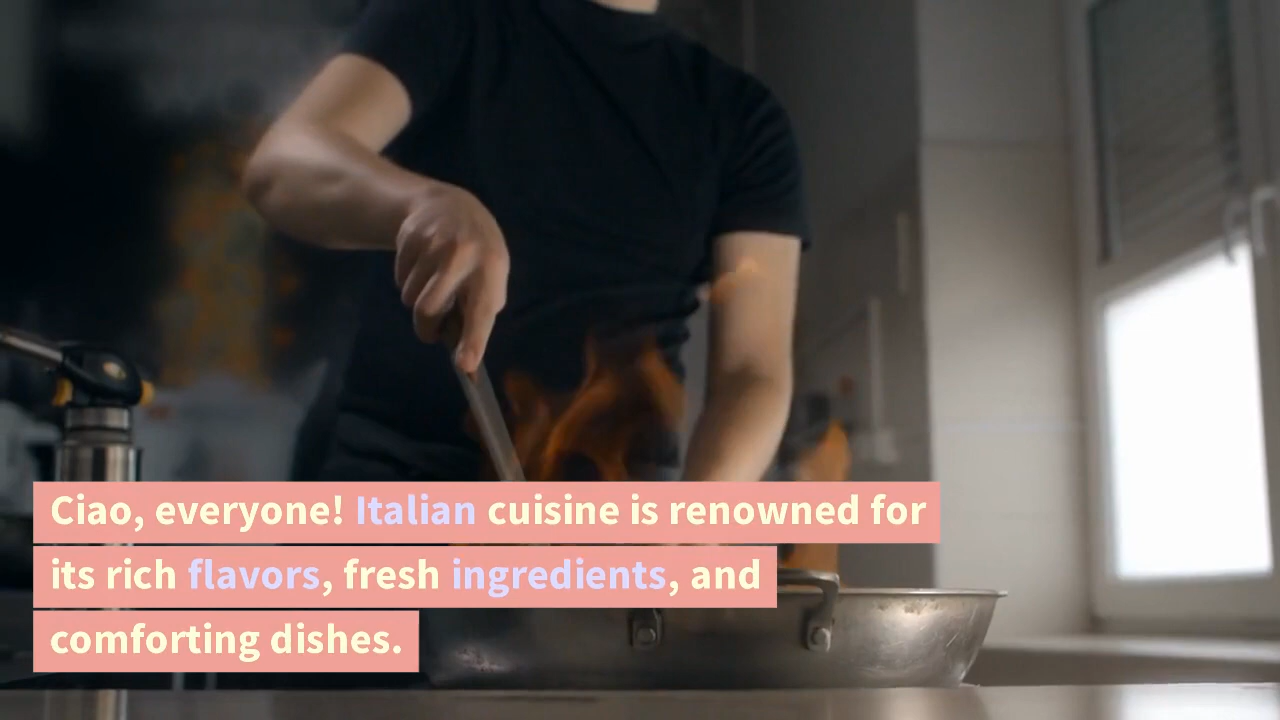 Ciao, everyone! Italian cuisine is renowned for
its rich flavors, fresh ingredients, and
comforting dishes.